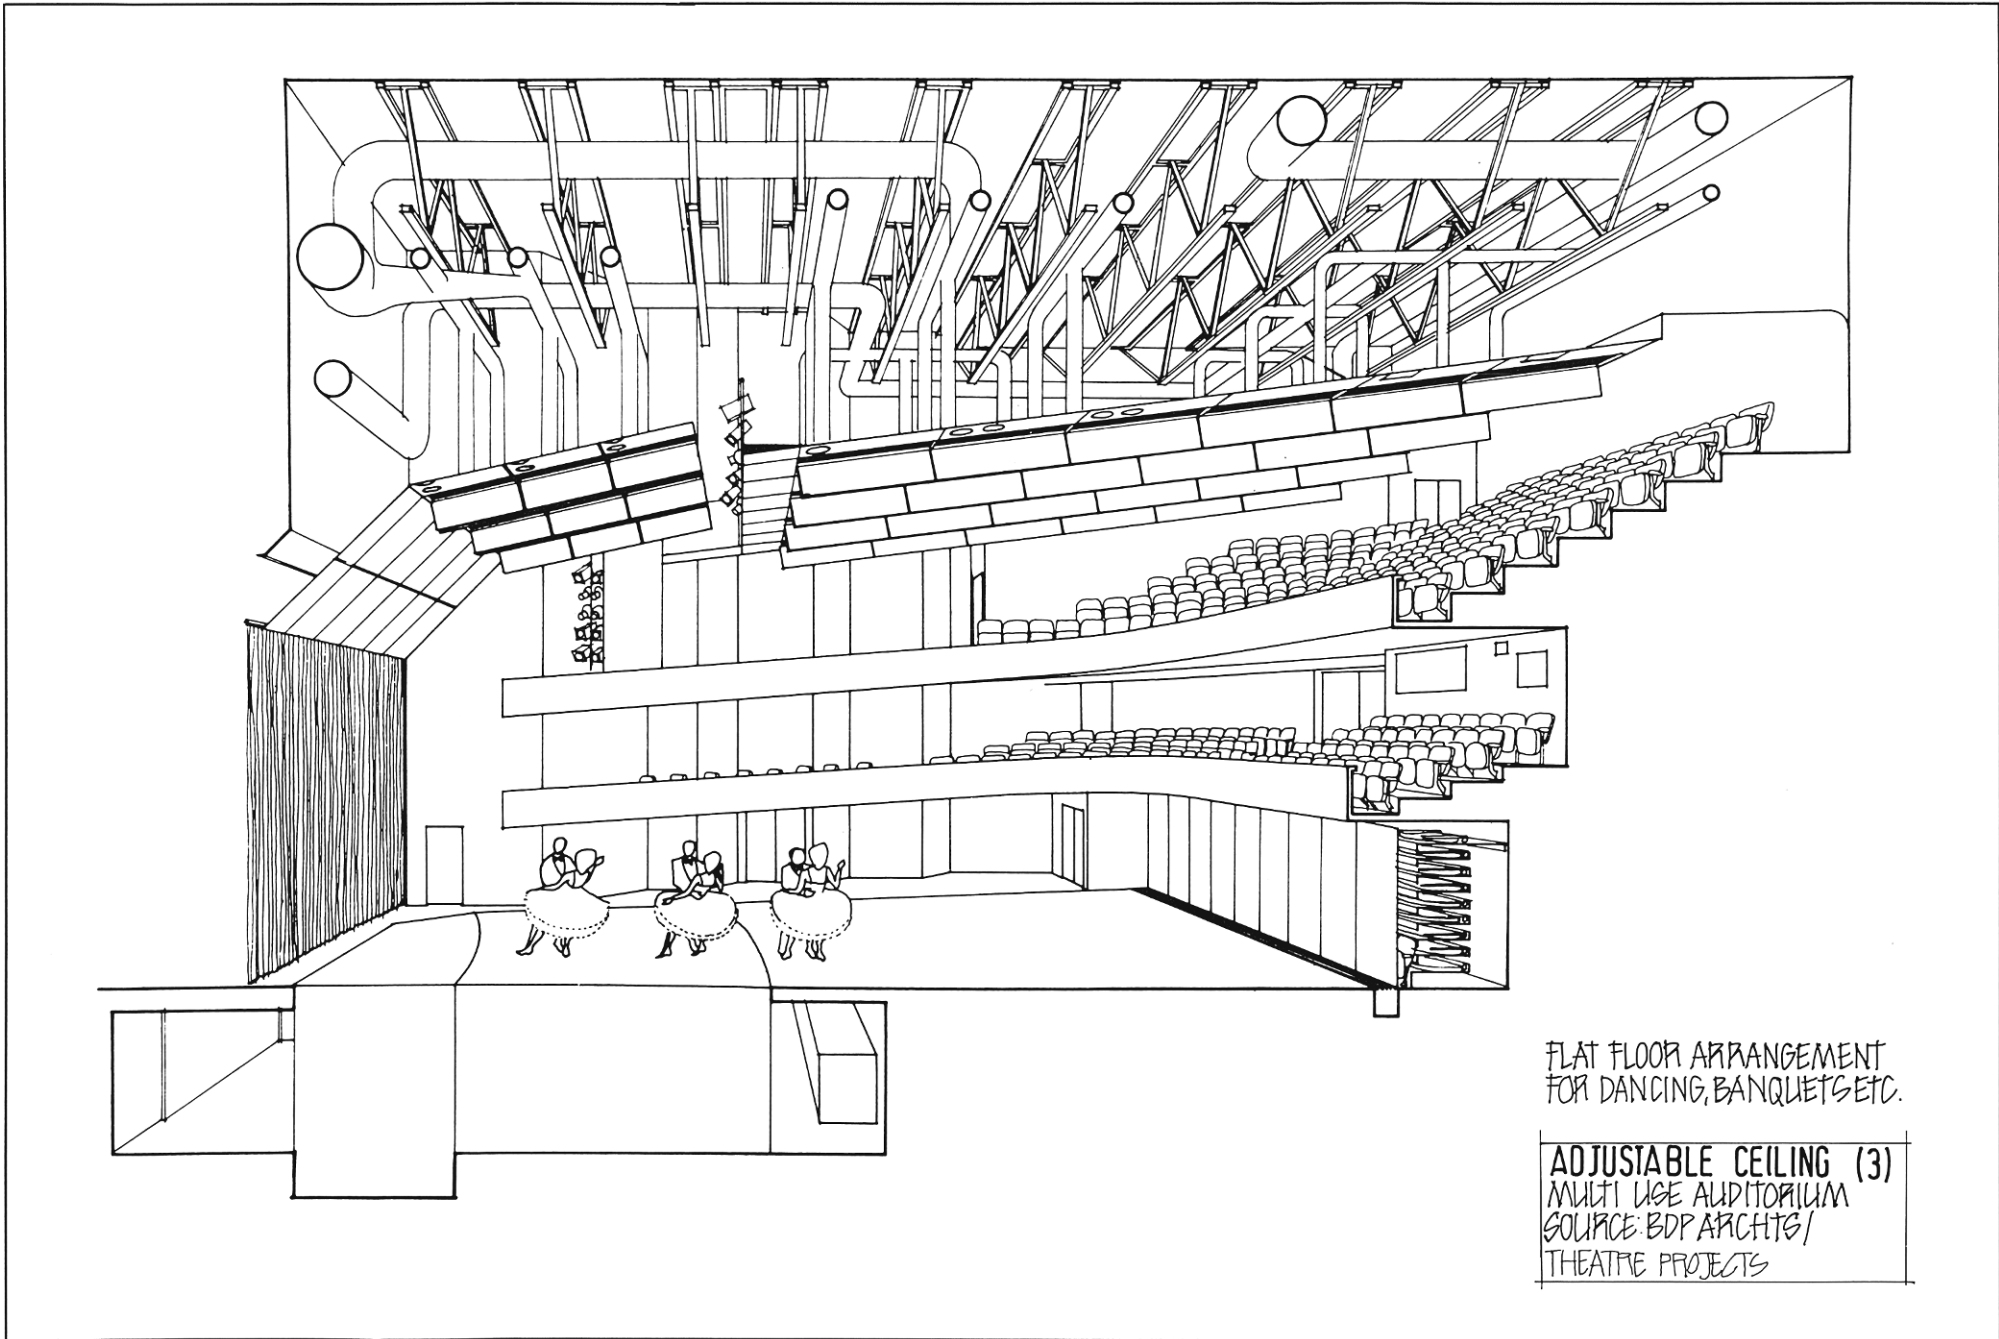 FLAT FLOOR ARRANGEMENT
FOR DANCING, BANQUETS ETC.
ADJUSTABLE CEILING (3)
MULTI USE AUDITORIUM
SOURCE: BDP ARCHTS/
THEATRE PROJECTS